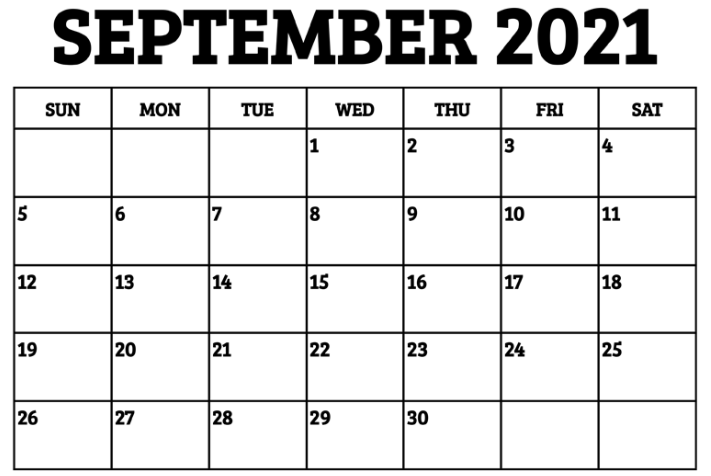 SEPTEMBER 2021
SUN MON TUE WED THU FRI SAT
1 2 3 4
5 6 7 8 9 10 11
12 13 14 15 16 17 18
19 20 21 22 23 24 25
26 27 28 29 30